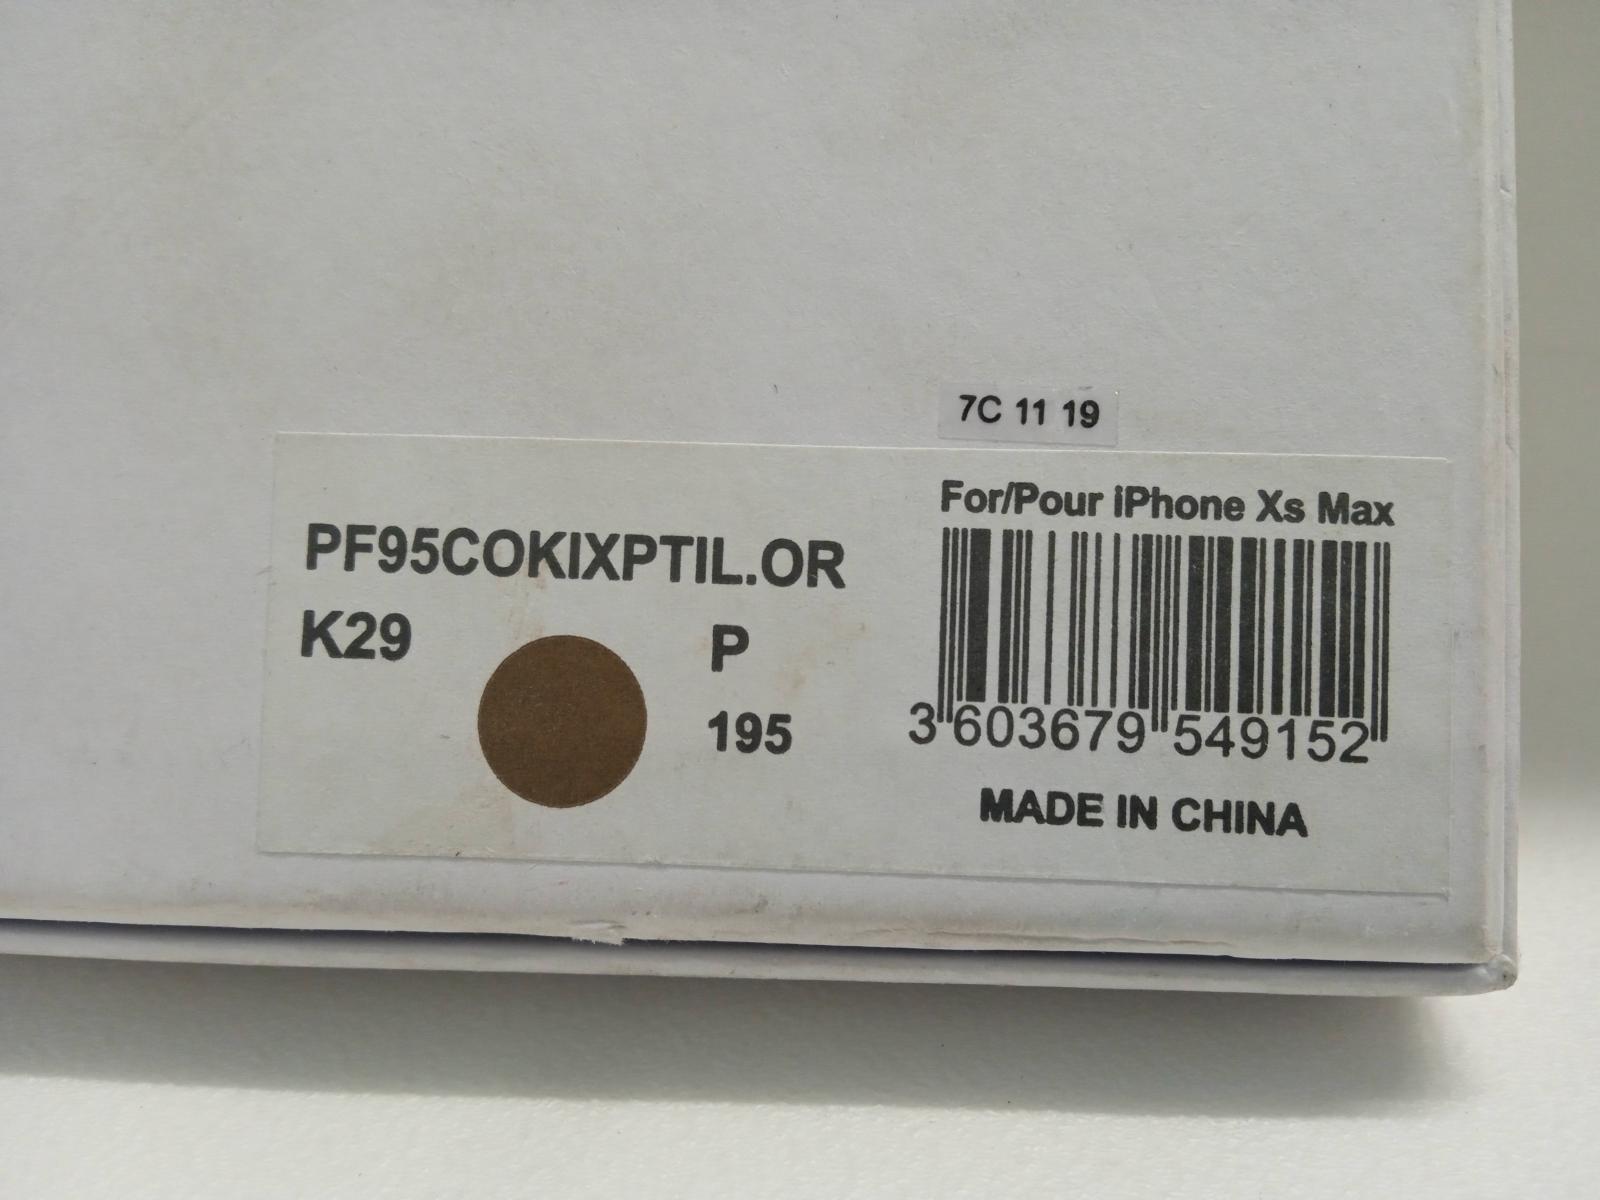 7C 11 19
For/Pour iPhone Xs Max
PF95COKIXPTIL.OR
K29
P
195
3 603679 549152
MADE IN CHINA